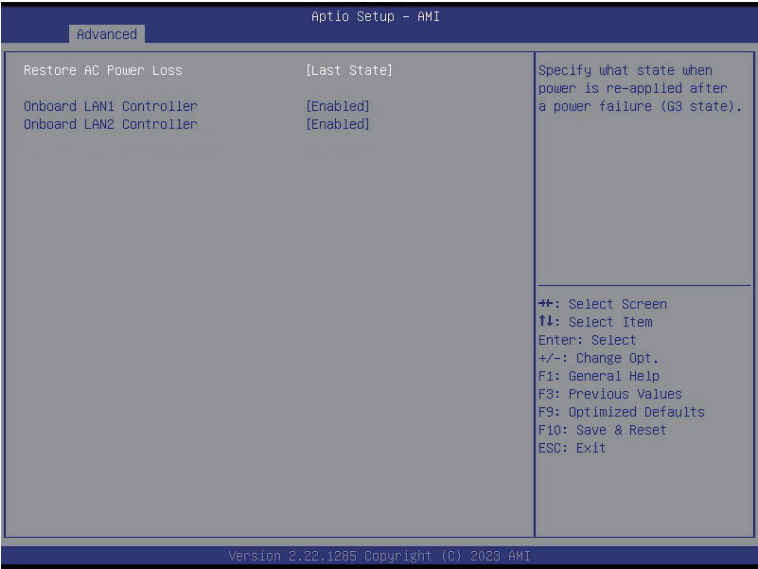 Aptio Setup – AMI
Advanced
Restore AC Power Loss [Last State]
Onboard LAN1 Controller [Enabled]
Onboard LAN2 Controller [Enabled]
Specify what state when
power is re-applied after
a power failure (G3 state).
→←: Select Screen
↑↓: Select Item
Enter: Select
+/-: Change Opt.
F1: General Help
F3: Previous Values
F9: Optimized Defaults
F10: Save & Reset
ESC: Exit
Version 2.22.1285 Copyright (C) 2023 AMI